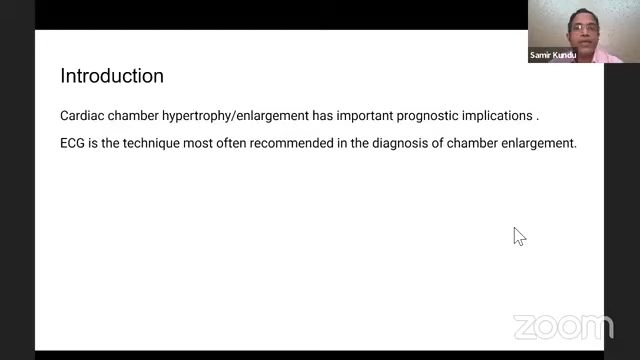 Samir Kundu
Introduction
Cardiac chamber hypertrophy/enlargement has important prognostic implications .
ECG is the technique most often recommended in the diagnosis of chamber enlargement.
zoom